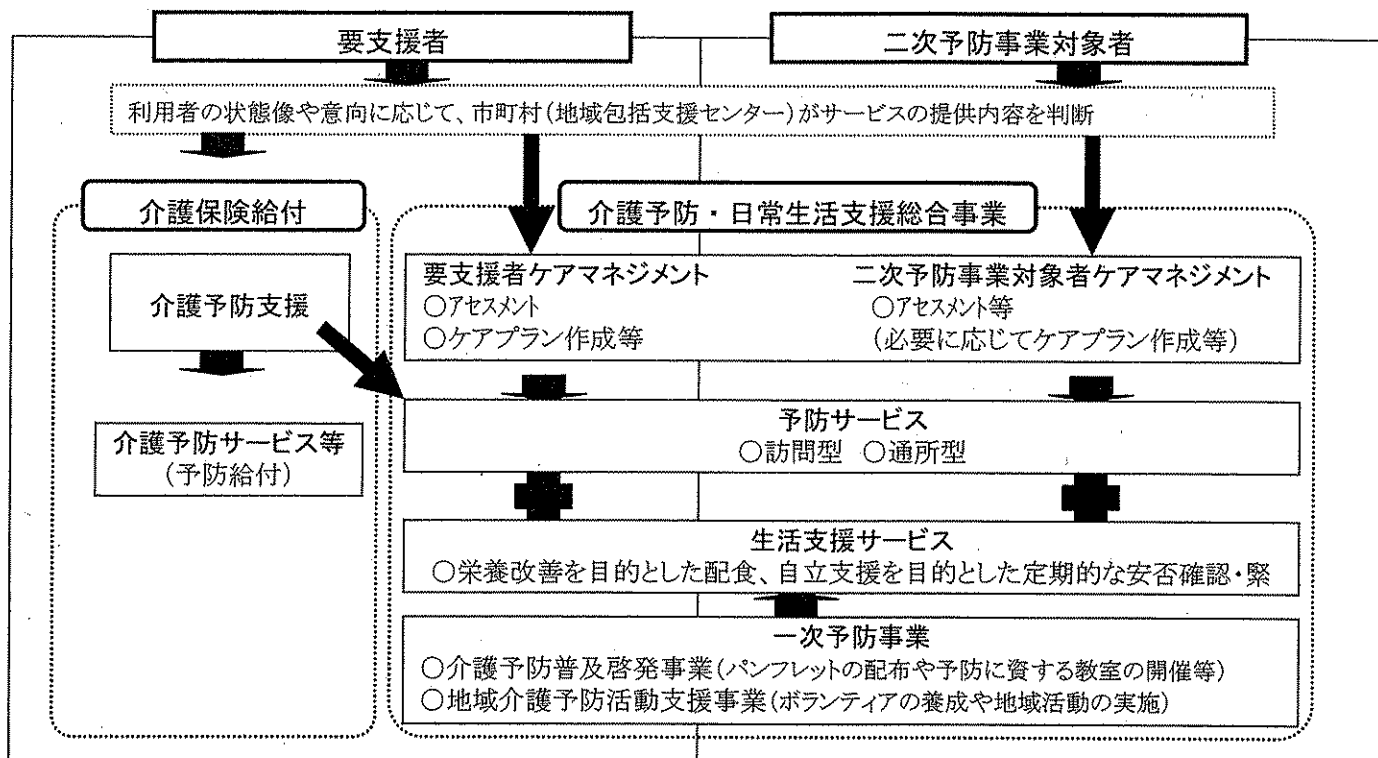 要支援者
二次予防事業対象者
利用者の状態像や意向に応じて、市町村(地域包括支援センター)がサービスの提供内容を判断
介護保険給付
介護予防・日常生活支援総合事業
介護予防支援
要支援者ケアマネジメント
○アセスメント
○ケアプラン作成等
二次予防事業対象者ケアマネジメント
○アセスメント等
(必要に応じてケアプラン作成等)
介護予防サービス等
(予防給付)
予防サービス
○訪問型 ○通所型
生活支援サービス
○栄養改善を目的とした配食、自立支援を目的とした定期的な安否確認・緊
一次予防事業
○介護予防普及啓発事業(パンフレットの配布や予防に資する教室の開催等)
○地域介護予防活動支援事業(ボランティアの養成や地域活動の実施)